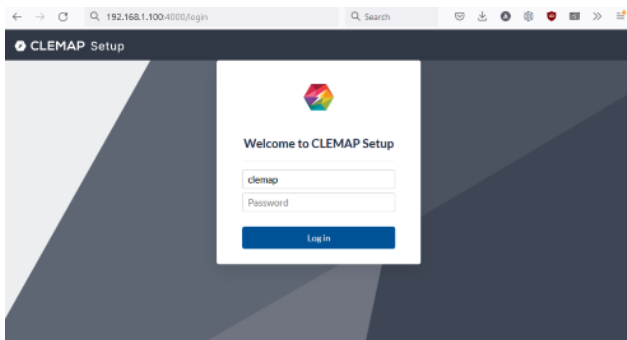 192.168.1.100:4000/login
Search
CLEMAP Setup
Welcome to CLEMAP Setup
clemap
Password
Log in